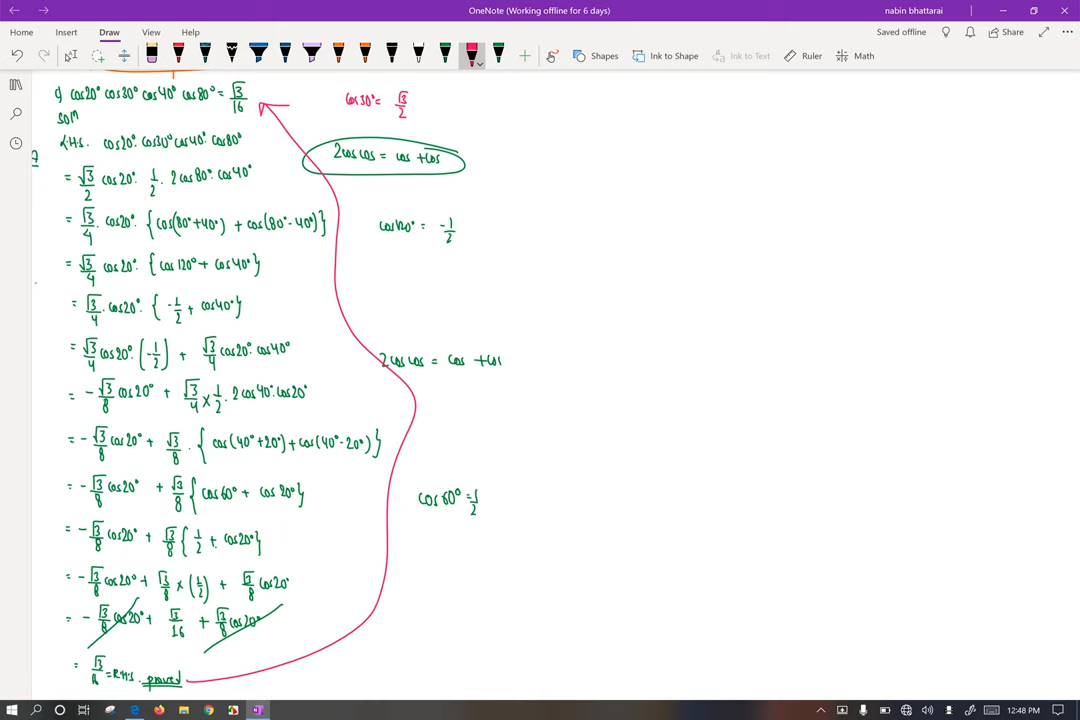 OneNote (Working offline for 6 days)
nabin bhattarai
Home Insert Draw View Help
Saved offline Share
Shapes Ink to Shape Ink to Text Ruler Math
cos20° cos30° cos40° cos80° = √3/16
cos30° = √3/2
Soln
L.H.S. cos20°. cos30° cos40°. cos80°
2cos cos = cos + cos
= √3/2 cos20°. 1/2. 2cos80°. cos40°
= √3/4. cos20°. {cos(80°+40°) + cos(80°-40°)}
cos120° = -1/2
= √3/4 cos20°. {cos120° + cos40°}
= √3/4. cos20°. {-1/2 + cos40°}
= √3/4 cos20°. (-1/2) + √3/4 cos20°. cos40°
2cos cos = cos + cos
= -√3/8 cos20° + √3/4 × 1/2. 2cos40°. cos20°
= -√3/8 cos20° + √3/8. {cos(40°+20°) + cos(40°-20°)}
= -√3/8 cos20° + √3/8 {cos60° + cos20°}
cos60° = 1/2
= -√3/8 cos20° + √3/8 {1/2 + cos20°}
= -√3/8 cos20° + √3/8 × (1/2) + √3/8 cos20°
= -√3/8 cos20° + √3/16 + √3/8 cos20°
= √3/16 = R.H.S. proved
12:48 PM